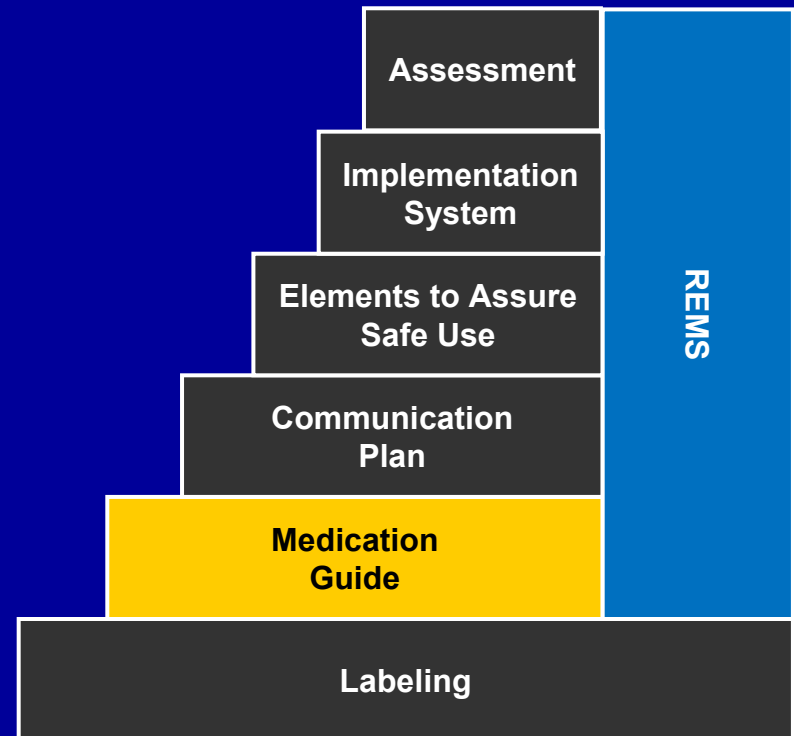 Assessment
Implementation
System
Elements to Assure
Safe Use
Communication
Plan
Medication
Guide
Labeling
REMS